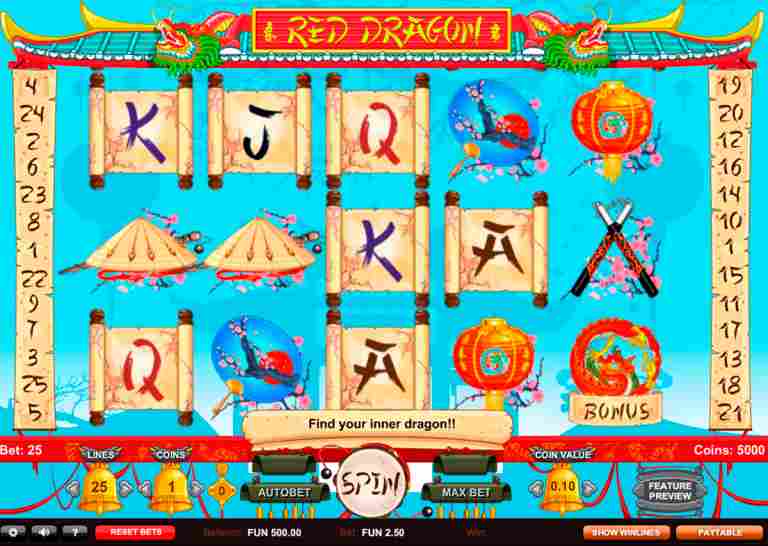 RED DRAGON
4
24
2
6
23
8
1
22
9
7
3
25
5
K J Q
K A
Q A
BONUS
19
20
12
16
14
10
1
15
11
17
13
18
21
Find your inner dragon!!
Bet: 25
Coins: 5000
LINES
25
COINS
1
0
AUTOBET
SPIN
MAX BET
COIN VALUE
0.10
FEATURE
PREVIEW
?
RESET BETS
Balance: FUN 500.00
Bet: FUN 2.50
Win:
SHOW WINLINES
PAYTABLE